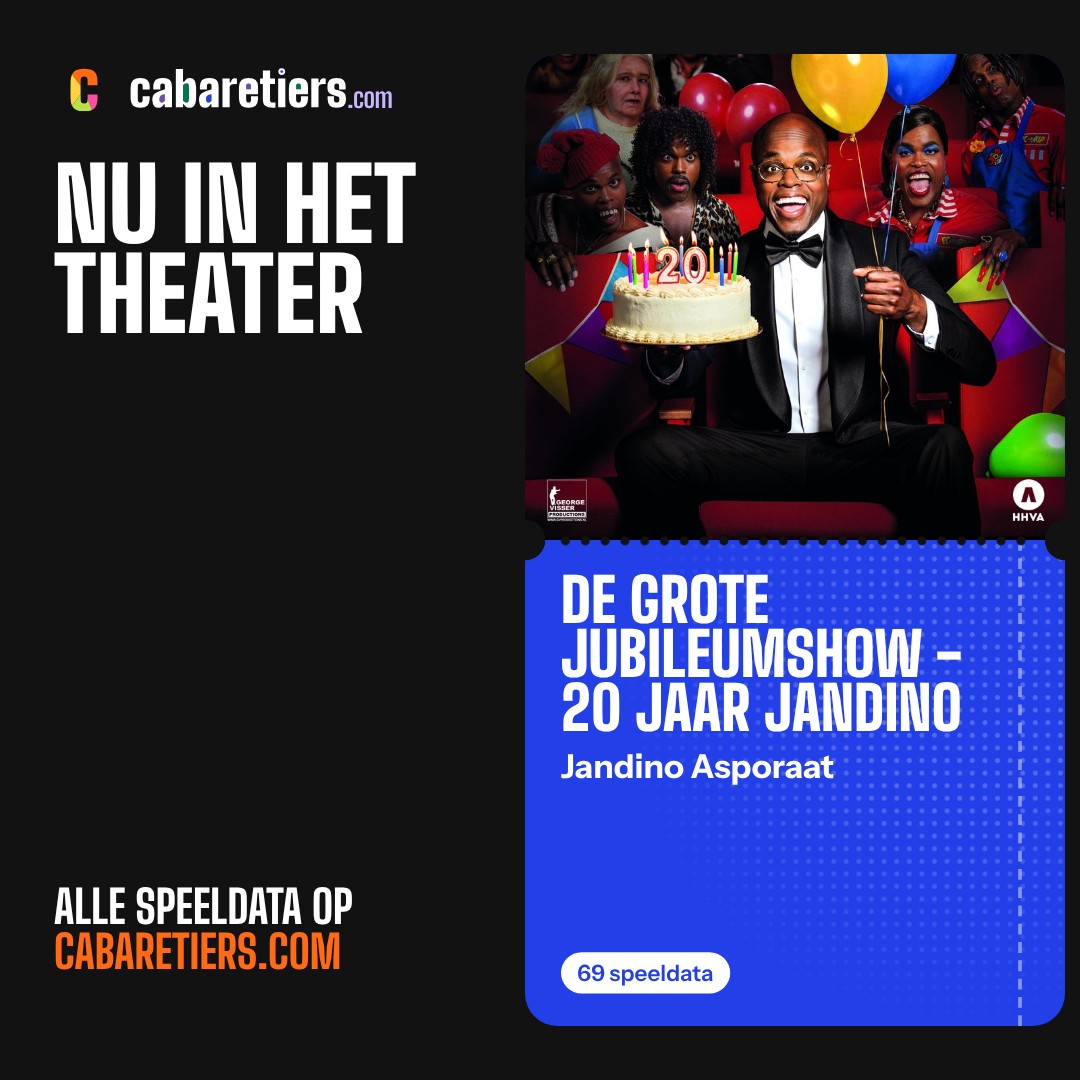 cabaretiers.com
NU IN HET
THEATER
20
GEORGE
VISSER
PRODUCTIONS
HHVA
DE GROTE
JUBILEUMSHOW –
20 JAAR JANDINO
Jandino Asporaat
69 speeldata
ALLE SPEELDATA OP
CABARETIERS.COM